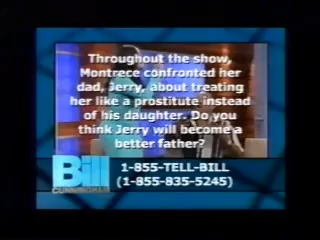 Throughout the show,
Montrece confronted her
dad, Jerry, about treating
her like a prostitute instead
of his daughter. Do you
think Jerry will become a
better father?
Bill
CUNNINGHAM
1-855-TELL-BILL
(1-855-835-5245)